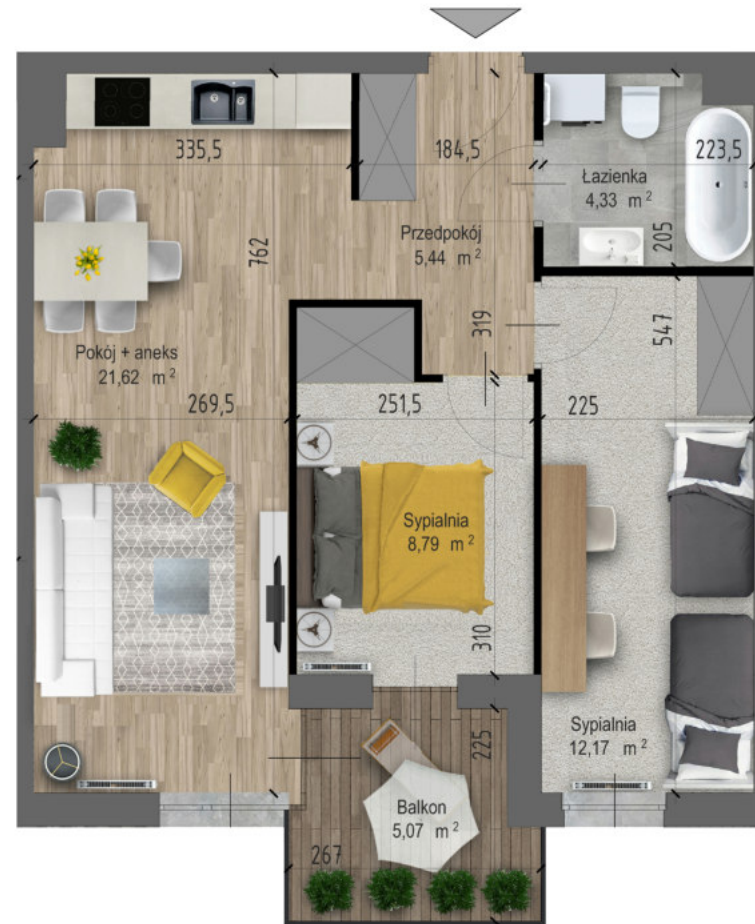 335,5
184,5
223,5
Łazienka
4,33 m²
205
Przedpokój
5,44 m²
762
319
547
Pokój + aneks
21,62 m²
269,5
251,5
225
Sypialnia
8,79 m²
310
Sypialnia
12,17 m²
225
Balkon
5,07 m²
267